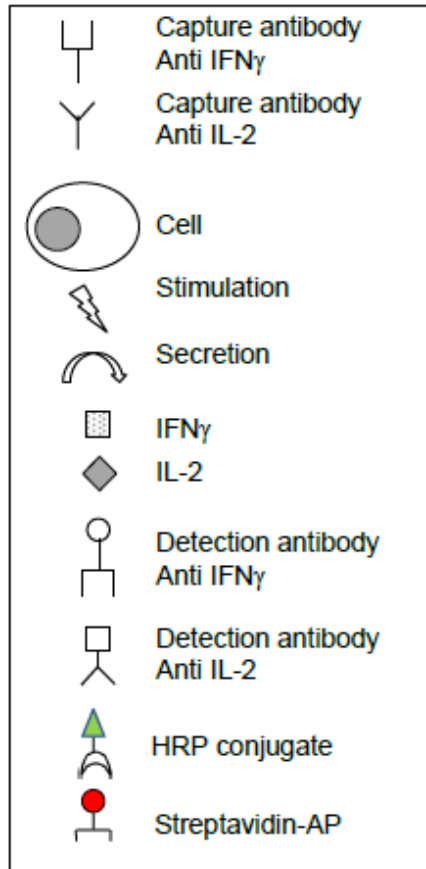 Capture antibody
Anti IFNγ
Capture antibody
Anti IL-2
Cell
Stimulation
Secretion
IFNγ
IL-2
Detection antibody
Anti IFNγ
Detection antibody
Anti IL-2
HRP conjugate
Streptavidin-AP